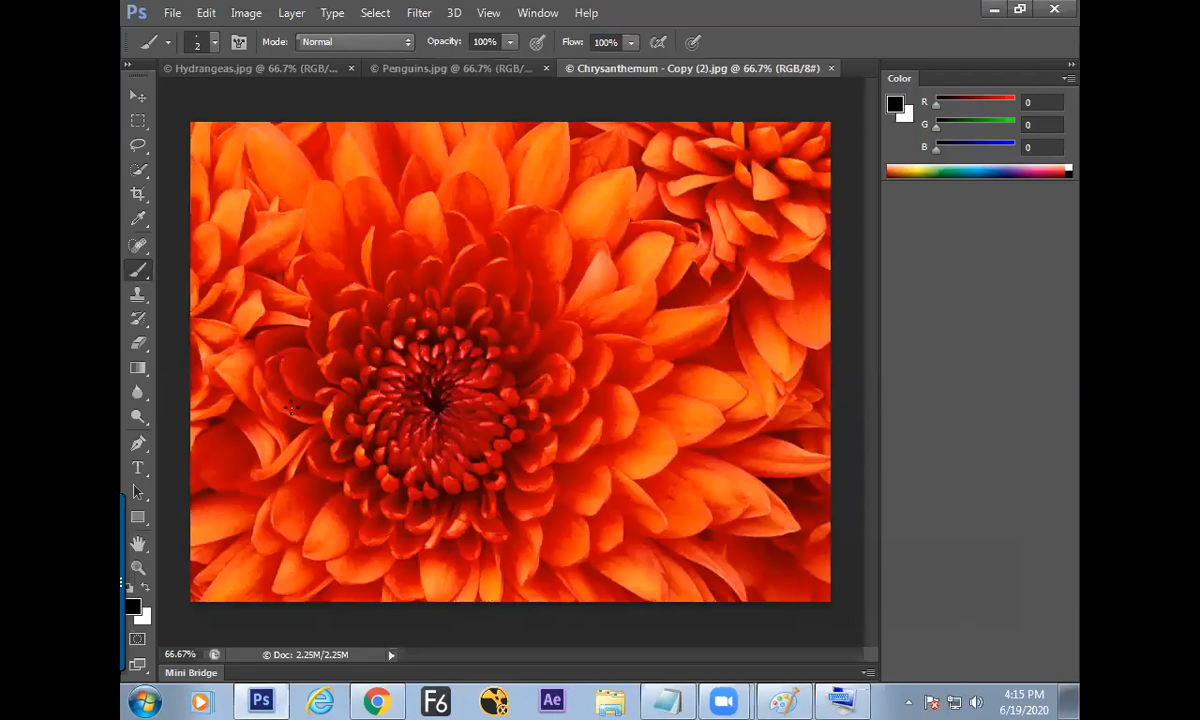 Ps File Edit Image Layer Type Select Filter 3D View Window Help
2 Mode: Normal Opacity: 100% Flow: 100%
© Hydrangeas.jpg @ 66.7% (RGB/... × © Penguins.jpg @ 66.7% (RGB/... × © Chrysanthemum - Copy (2).jpg @ 66.7% (RGB/8#) ×
Color
R 0
G 0
B 0
T
66.67% © Doc: 2.25M/2.25M
Mini Bridge
Ps F6 Ae
4:15 PM
6/19/2020